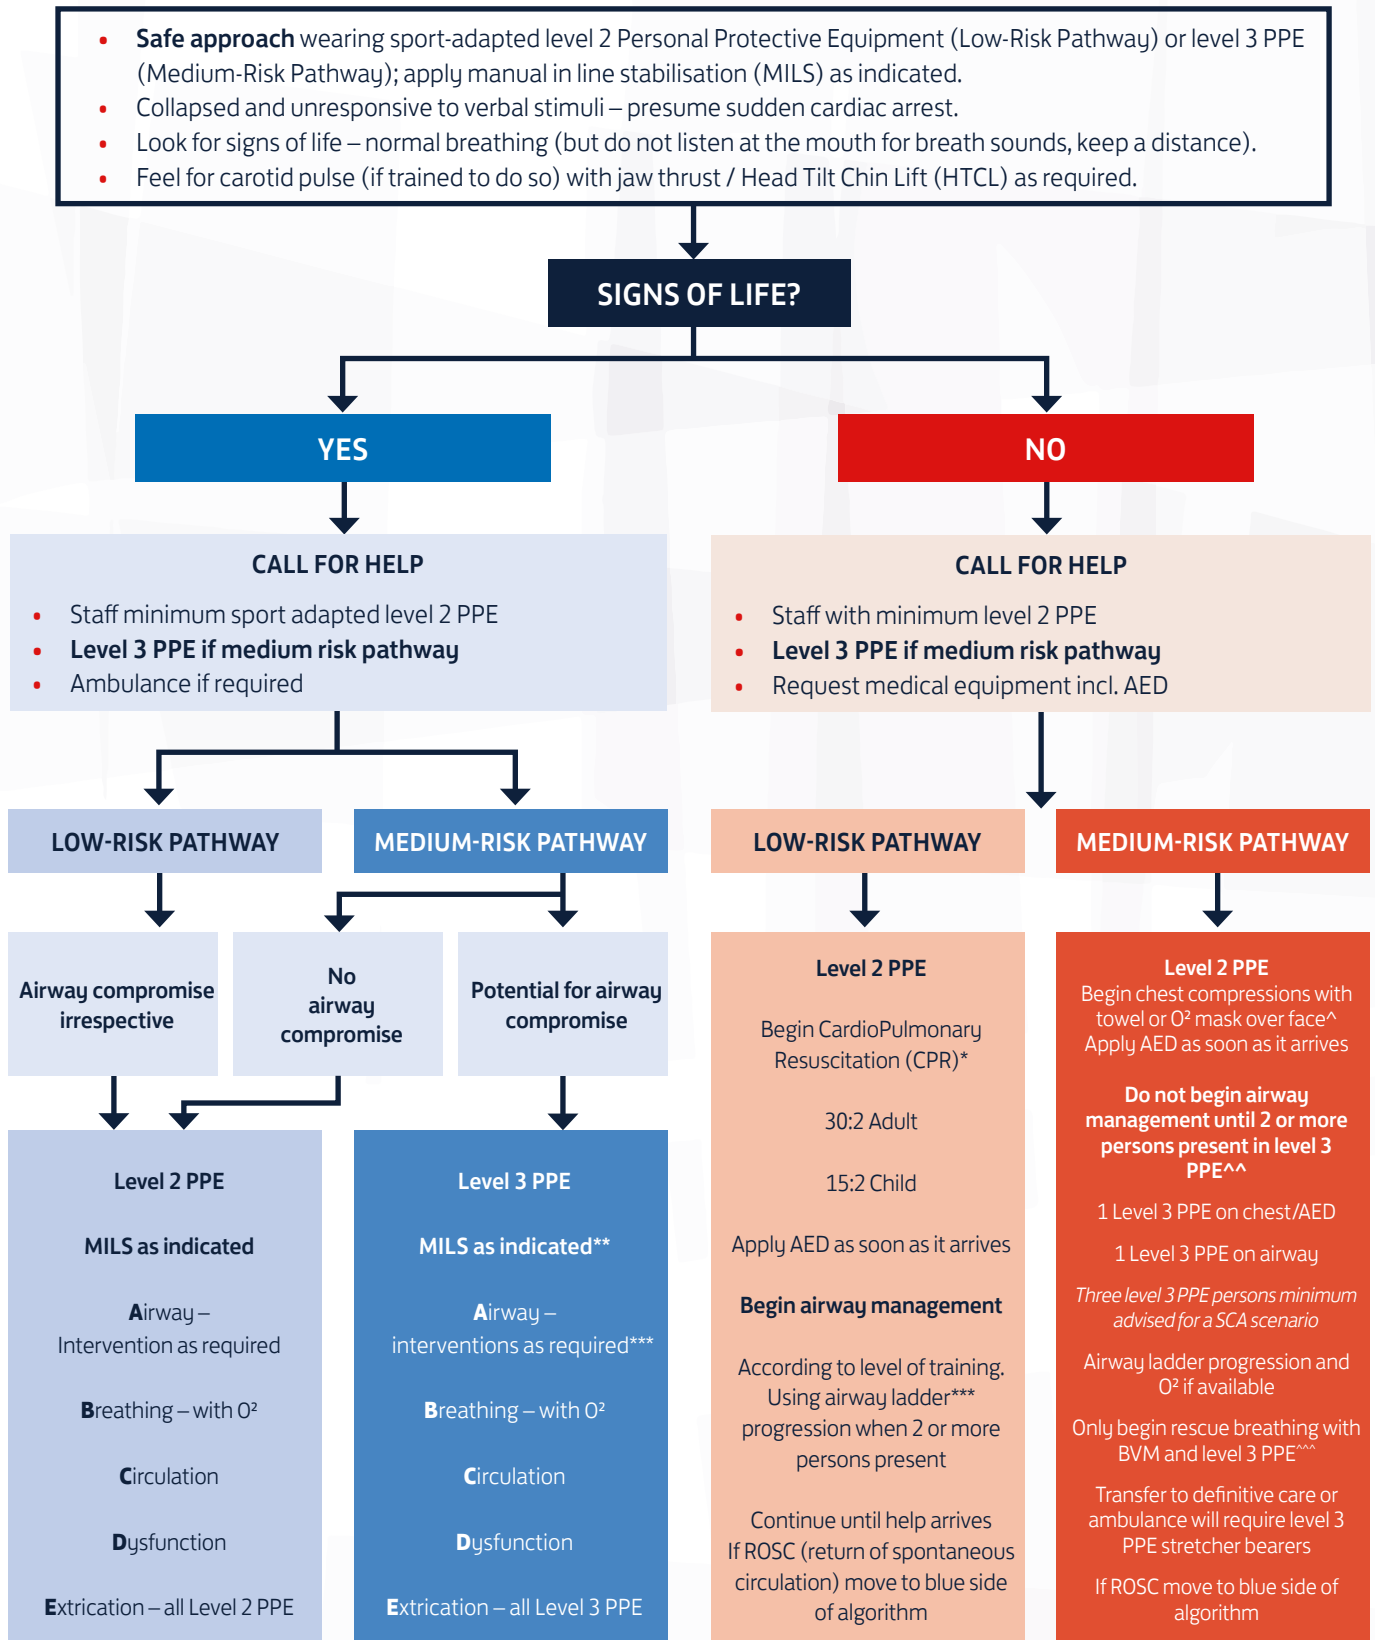 • Safe approach wearing sport-adapted level 2 Personal Protective Equipment (Low-Risk Pathway) or level 3 PPE
(Medium-Risk Pathway); apply manual in line stabilisation (MILS) as indicated.
• Collapsed and unresponsive to verbal stimuli – presume sudden cardiac arrest.
• Look for signs of life – normal breathing (but do not listen at the mouth for breath sounds, keep a distance).
• Feel for carotid pulse (if trained to do so) with jaw thrust / Head Tilt Chin Lift (HTCL) as required.
SIGNS OF LIFE?
YES
CALL FOR HELP
• Staff minimum sport adapted level 2 PPE
• Level 3 PPE if medium risk pathway
• Ambulance if required
LOW-RISK PATHWAY
MEDIUM-RISK PATHWAY
Airway compromise
irrespective
No
airway
compromise
Potential for airway
compromise
Level 2 PPE
MILS as indicated
Airway –
Intervention as required
Breathing – with O²
Circulation
Dysfunction
Extrication – all Level 2 PPE
Level 3 PPE
MILS as indicated**
Airway –
interventions as required***
Breathing – with O²
Circulation
Dysfunction
Extrication – all Level 3 PPE
NO
CALL FOR HELP
• Staff with minimum level 2 PPE
• Level 3 PPE if medium risk pathway
• Request medical equipment incl. AED
LOW-RISK PATHWAY
MEDIUM-RISK PATHWAY
Level 2 PPE
Begin CardioPulmonary
Resuscitation (CPR)*
30:2 Adult
15:2 Child
Apply AED as soon as it arrives
Begin airway management
According to level of training.
Using airway ladder***
progression when 2 or more
persons present
Continue until help arrives
If ROSC (return of spontaneous
circulation) move to blue side
of algorithm
Level 2 PPE
Begin chest compressions with
towel or O² mask over face^
Apply AED as soon as it arrives
Do not begin airway
management until 2 or more
persons present in level 3
PPE^^
1 Level 3 PPE on chest/AED
1 Level 3 PPE on airway
Three level 3 PPE persons minimum
advised for a SCA scenario
Airway ladder progression and
O² if available
Only begin rescue breathing with
BVM and level 3 PPE^^^
Transfer to definitive care or
ambulance will require level 3
PPE stretcher bearers
If ROSC move to blue side of
algorithm